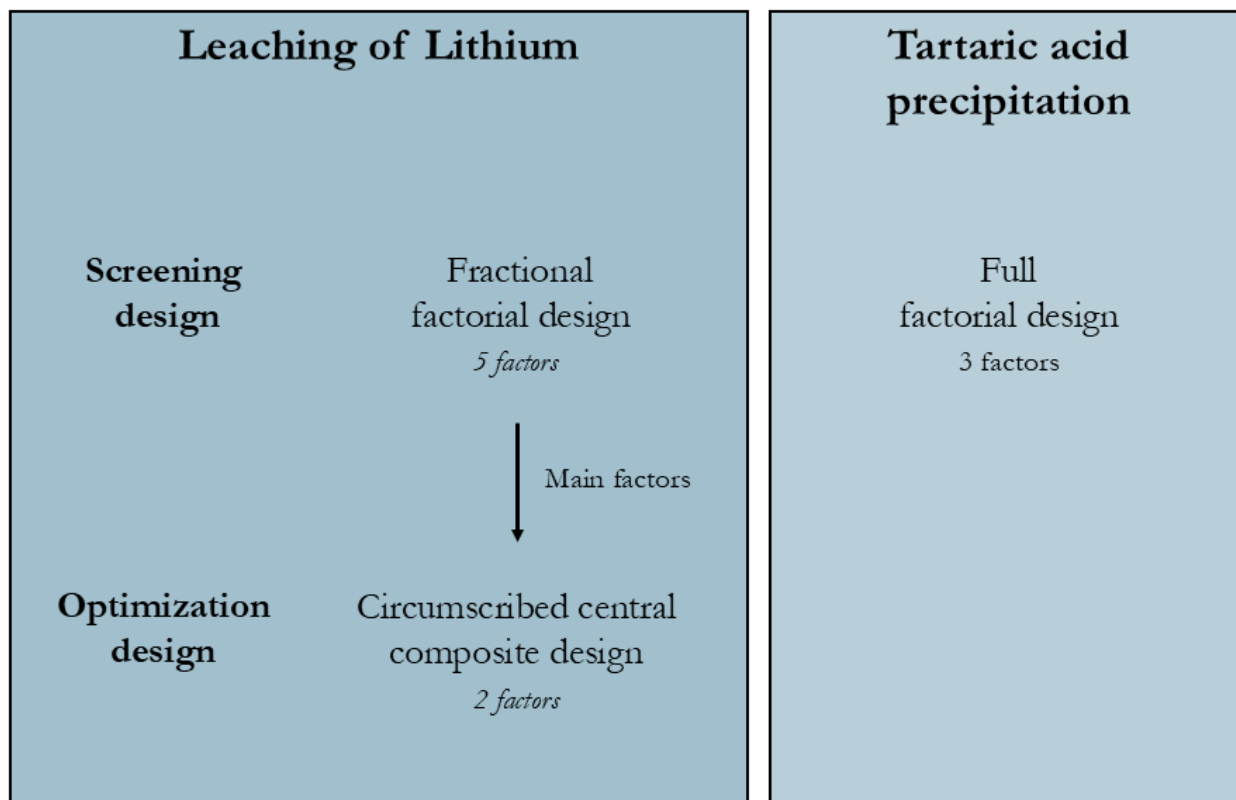 Leaching of Lithium
Screening
design
Fractional
factorial design
5 factors
Main factors
Optimization
design
Circumscribed central
composite design
2 factors
Tartaric acid
precipitation
Full
factorial design
3 factors